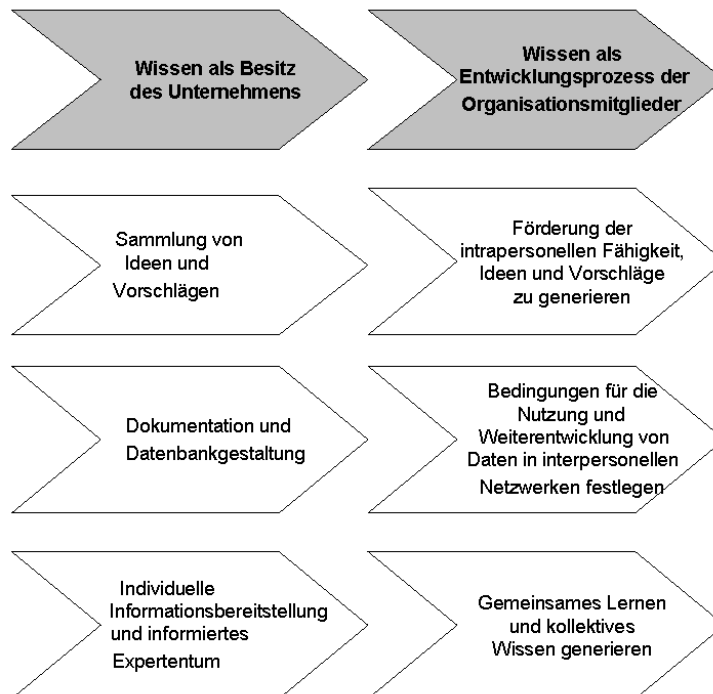 Wissen als Besitz
des Unternehmens
Wissen als
Entwicklungsprozess der
Organisationsmitglieder
Sammlung von
Ideen und
Vorschlägen
Förderung der
intrapersonellen Fähigkeit,
Ideen und Vorschläge
zu generieren
Dokumentation und
Datenbankgestaltung
Bedingungen für die
Nutzung und
Weiterentwicklung von
Daten in interpersonellen
Netzwerken festlegen
Individuelle
Informationsbereitstellung
und informiertes
Expertentum
Gemeinsames Lernen
und kollektives
Wissen generieren